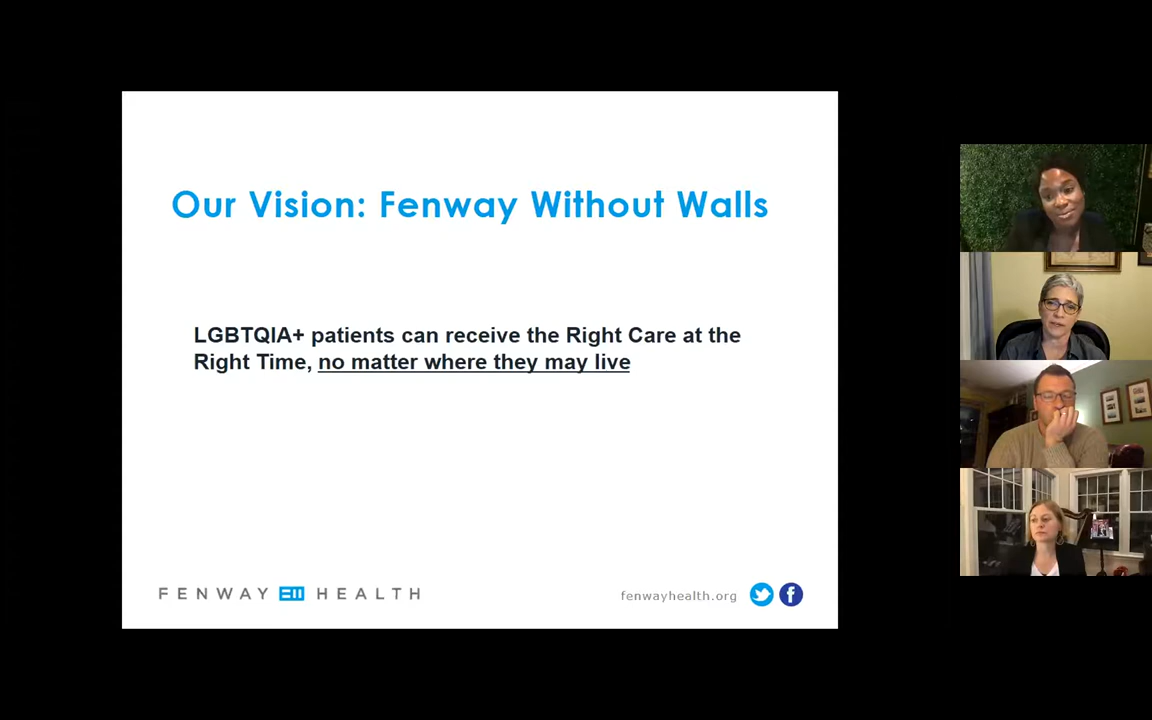 Our Vision: Fenway Without Walls
LGBTQIA+ patients can receive the Right Care at the
Right Time, no matter where they may live
FENWAY HEALTH
fenwayhealth.org